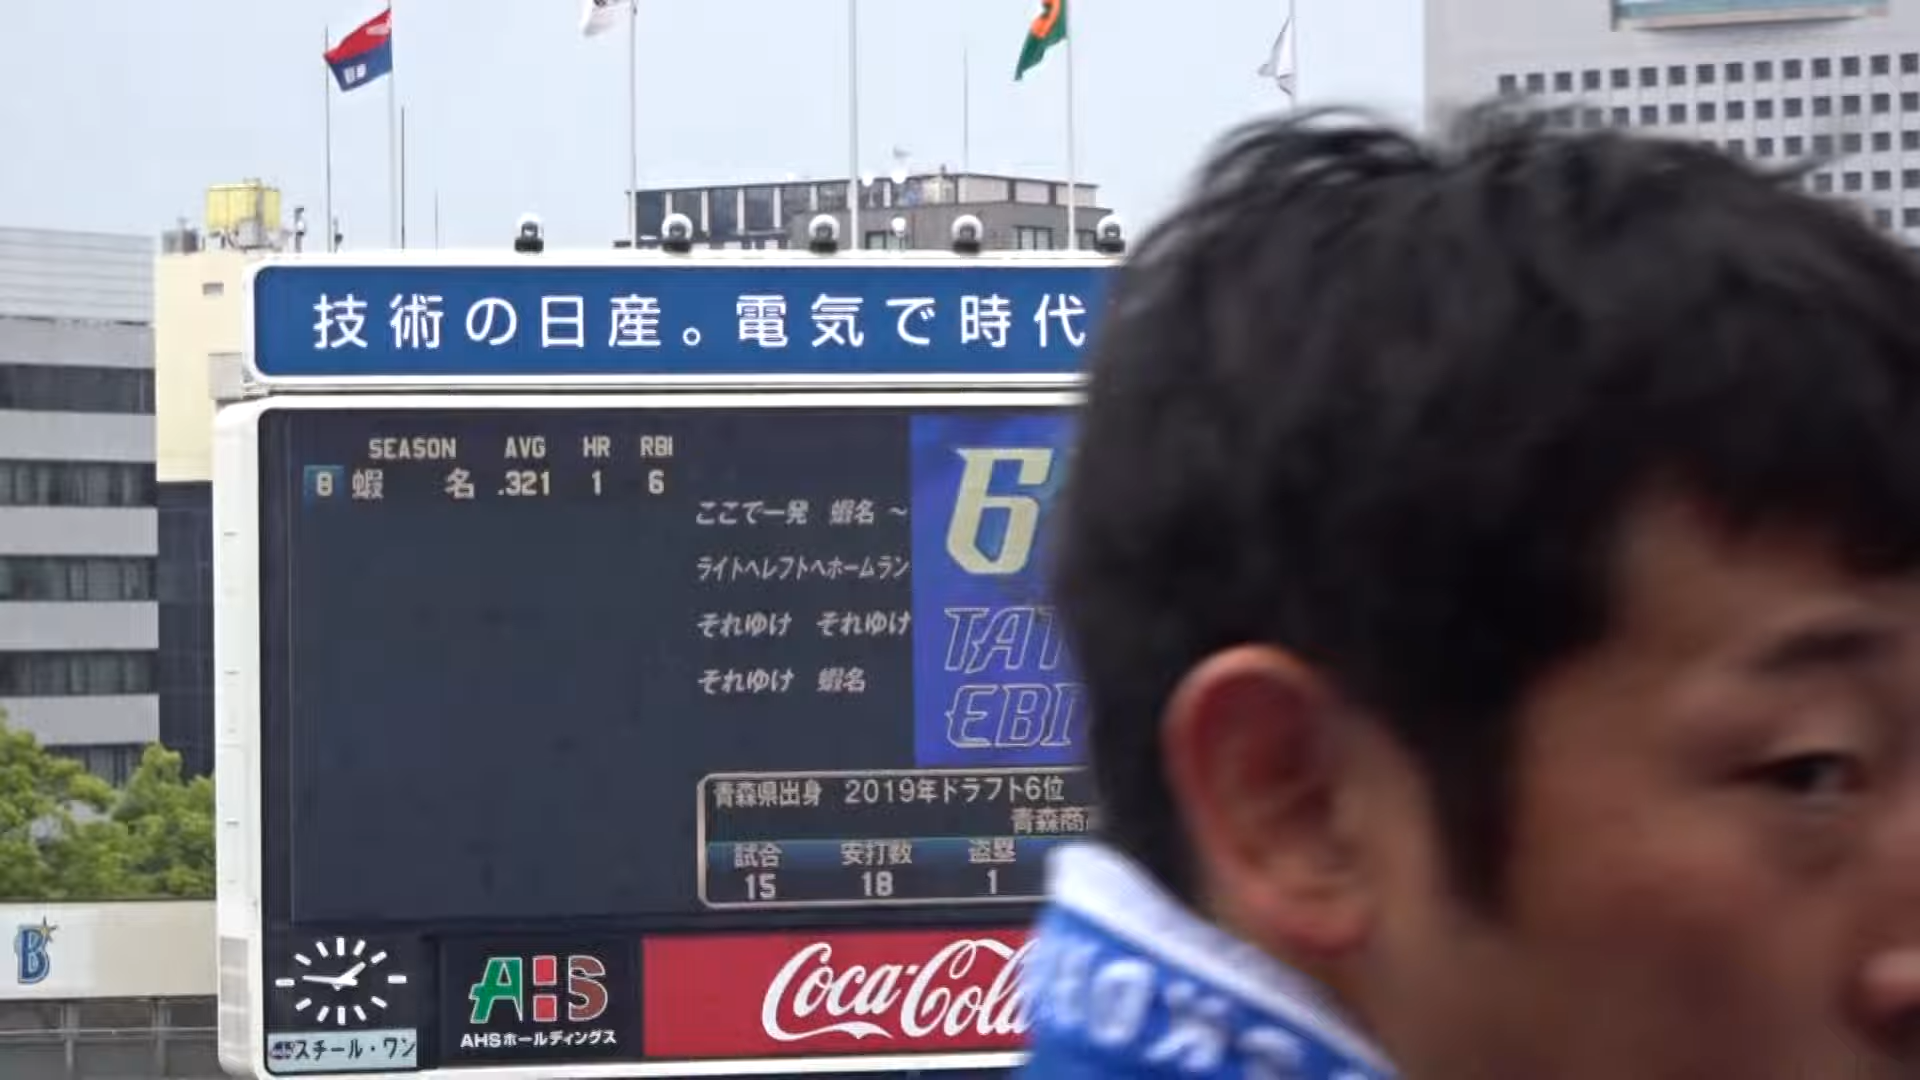 技術の日産。電気で時代
SEASON AVG HR RBI
8 蝦名 .321 1 6
ここで一発 蝦名 ~
ライトへレフトへホームラン
それゆけ それゆけ
それゆけ 蝦名
6
TAT
EBI
青森県出身 2019年ドラフト6位
青森商
試合 安打数 盗塁
15 18 1
B
AHS
AHSホールディングス
Coca-Cola
スチール・ワン